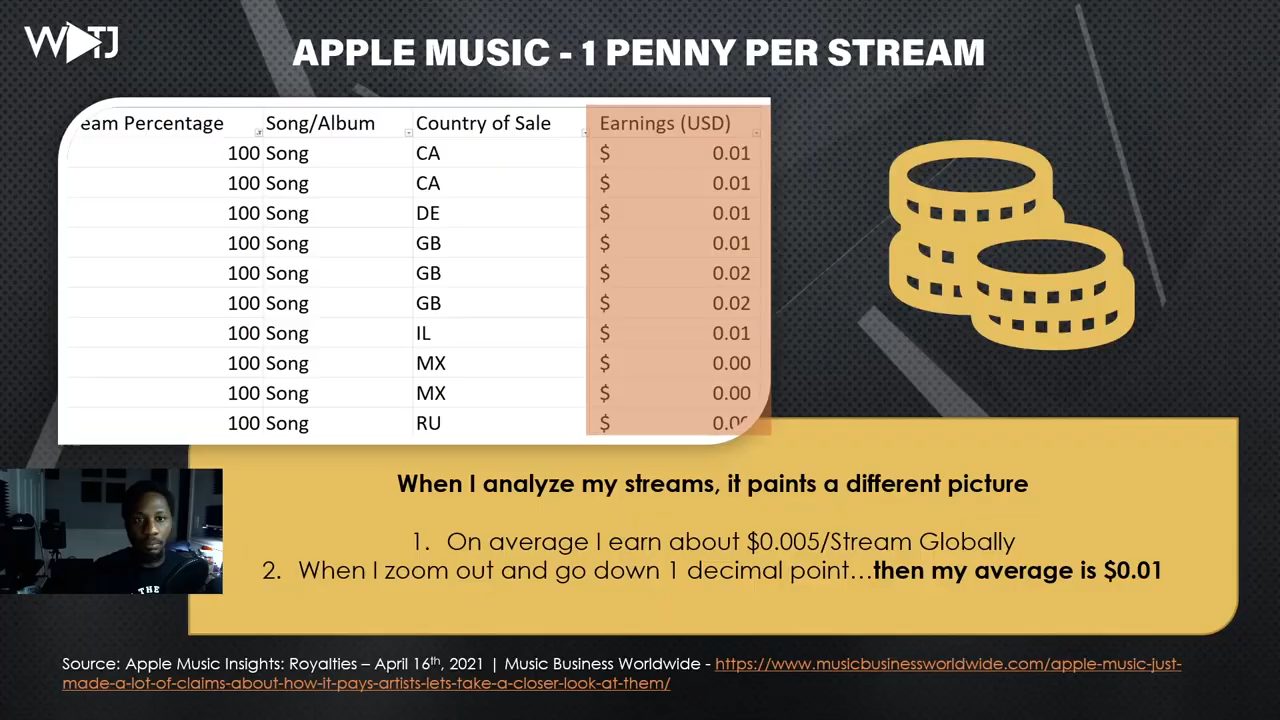 W TJ
APPLE MUSIC - 1 PENNY PER STREAM
eam Percentage Song/Album Country of Sale Earnings (USD)
100 Song CA $ 0.01
100 Song CA $ 0.01
100 Song DE $ 0.01
100 Song GB $ 0.01
100 Song GB $ 0.02
100 Song GB $ 0.02
100 Song IL $ 0.01
100 Song MX $ 0.00
100 Song MX $ 0.00
100 Song RU $
When I analyze my streams, it paints a different picture
1. On average I earn about $0.005/Stream Globally
2. When I zoom out and go down 1 decimal point...then my average is $0.01
THE
Source: Apple Music Insights: Royalties – April 16th, 2021 | Music Business Worldwide - https://www.musicbusinessworldwide.com/apple-music-just-
made-a-lot-of-claims-about-how-it-pays-artists-lets-take-a-closer-look-at-them/